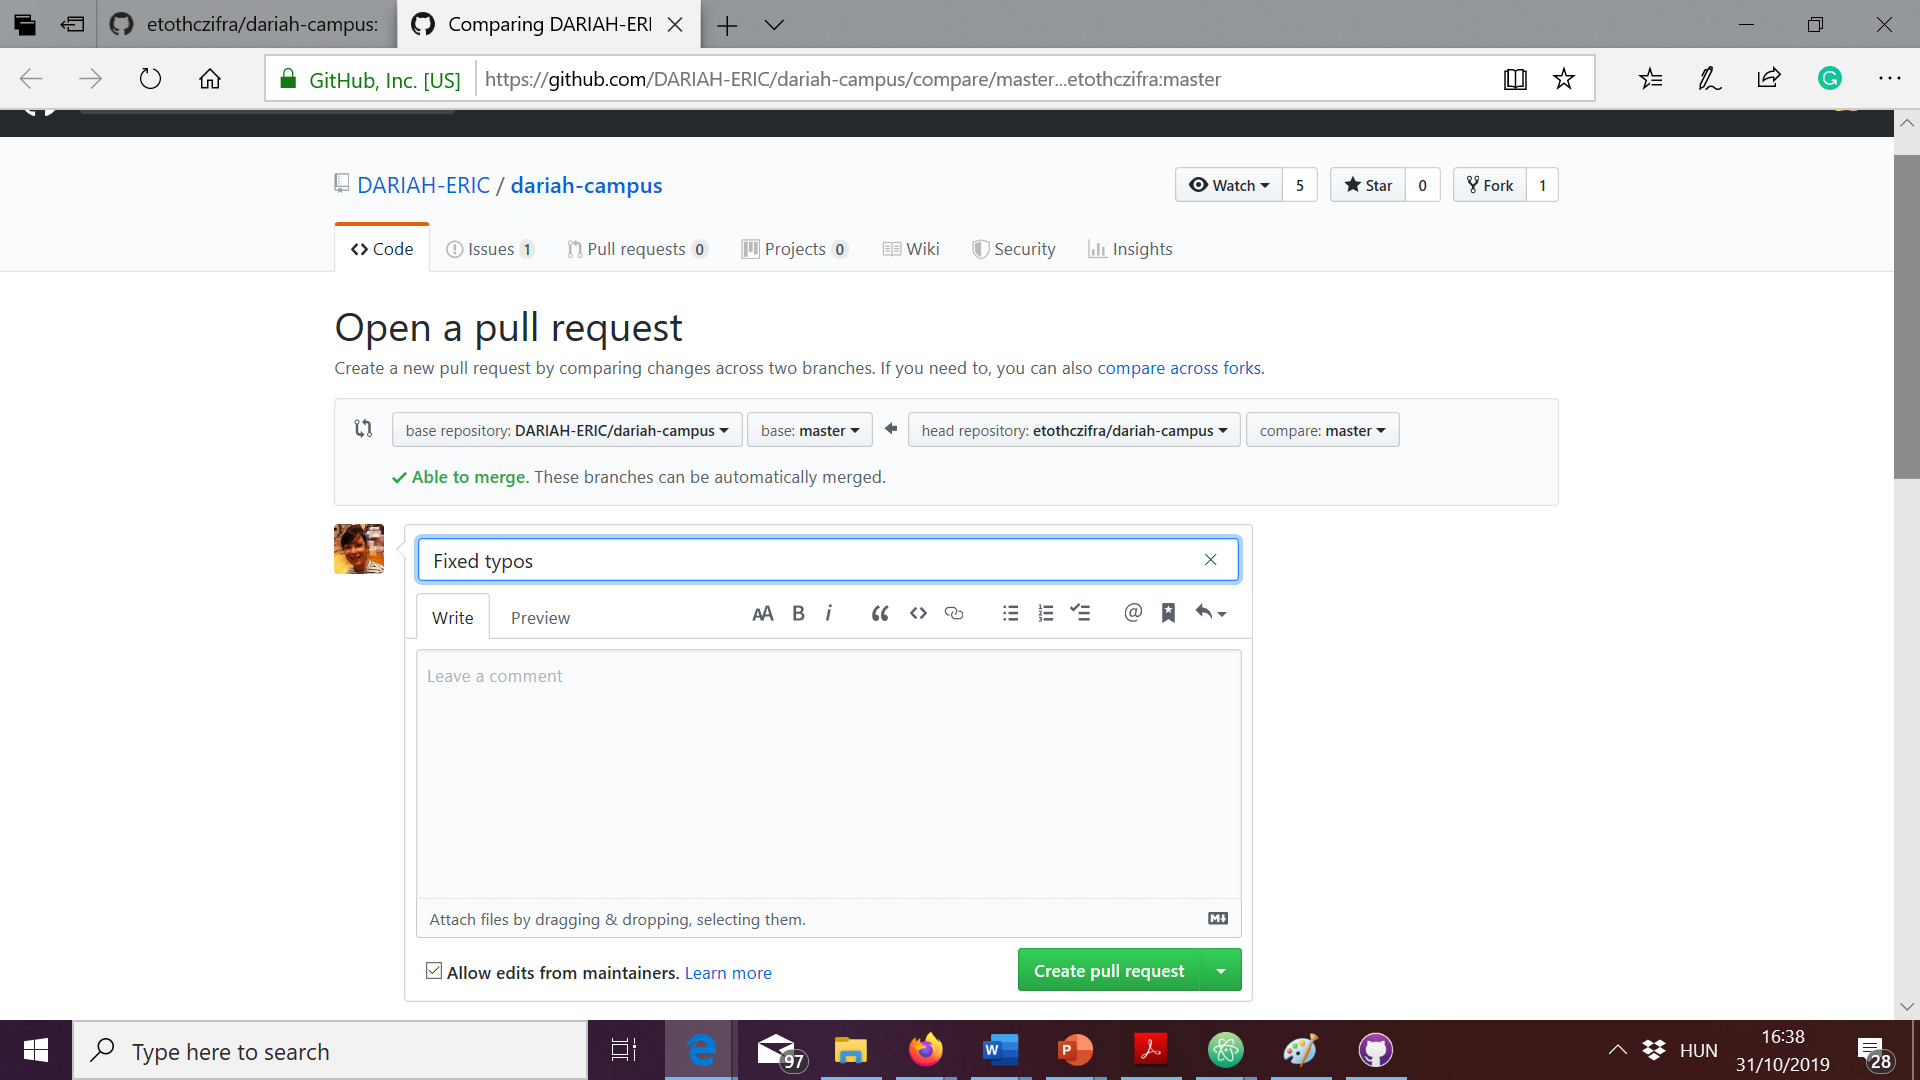 etothczifra/dariah-campus:
Comparing DARIAH-ERI
GitHub, Inc. [US]
https://github.com/DARIAH-ERIC/dariah-campus/compare/master...etothczifra:master
DARIAH-ERIC / dariah-campus
Watch 5
Star 0
Fork 1
Code
Issues 1
Pull requests 0
Projects 0
Wiki
Security
Insights
Open a pull request
Create a new pull request by comparing changes across two branches. If you need to, you can also compare across forks.
base repository: DARIAH-ERIC/dariah-campus
base: master
head repository: etothczifra/dariah-campus
compare: master
Able to merge. These branches can be automatically merged.
Fixed typos
Write
Preview
Leave a comment
Attach files by dragging & dropping, selecting them.
Allow edits from maintainers. Learn more
Create pull request
Type here to search
97
HUN
16:38
31/10/2019
28